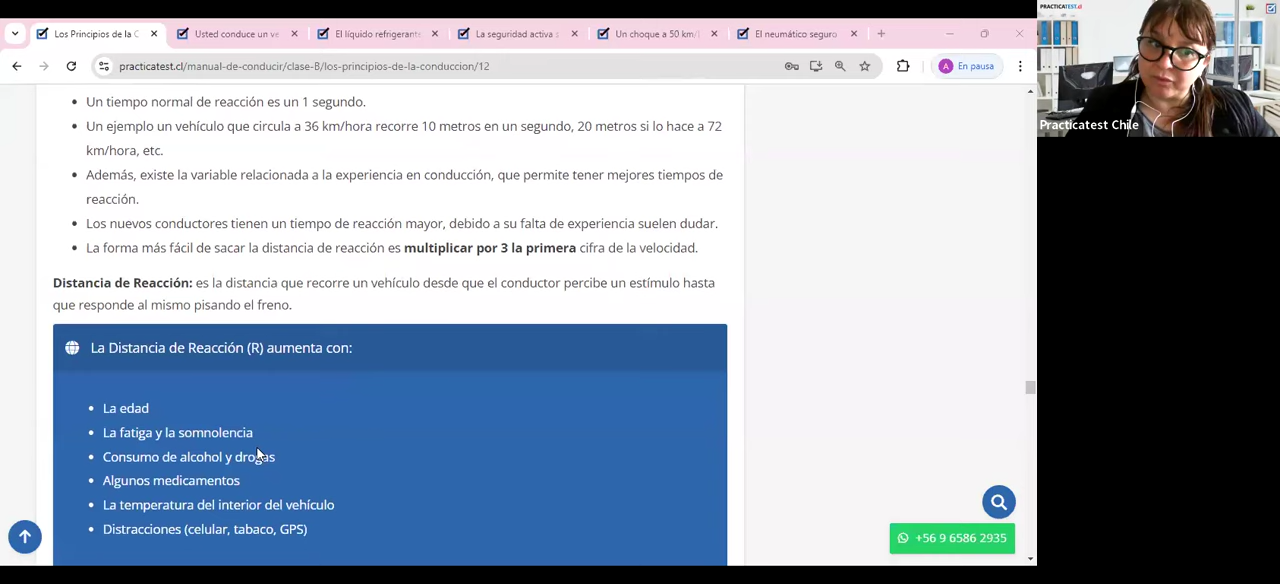 Los Principios de la C
Usted conduce un ve
El líquido refrigerante
La seguridad activa s
Un choque a 50 km/
El neumático seguro
practicatest.cl/manual-de-conducir/clase-B/los-principios-de-la-conduccion/12
A En pausa
PRACTICATEST.cl
Practicatest Chile
• Un tiempo normal de reacción es un 1 segundo.
• Un ejemplo un vehículo que circula a 36 km/hora recorre 10 metros en un segundo, 20 metros si lo hace a 72
km/hora, etc.
• Además, existe la variable relacionada a la experiencia en conducción, que permite tener mejores tiempos de
reacción.
• Los nuevos conductores tienen un tiempo de reacción mayor, debido a su falta de experiencia suelen dudar.
• La forma más fácil de sacar la distancia de reacción es multiplicar por 3 la primera cifra de la velocidad.
Distancia de Reacción: es la distancia que recorre un vehículo desde que el conductor percibe un estímulo hasta
que responde al mismo pisando el freno.
La Distancia de Reacción (R) aumenta con:
• La edad
• La fatiga y la somnolencia
• Consumo de alcohol y drogas
• Algunos medicamentos
• La temperatura del interior del vehículo
• Distracciones (celular, tabaco, GPS)
+56 9 6586 2935